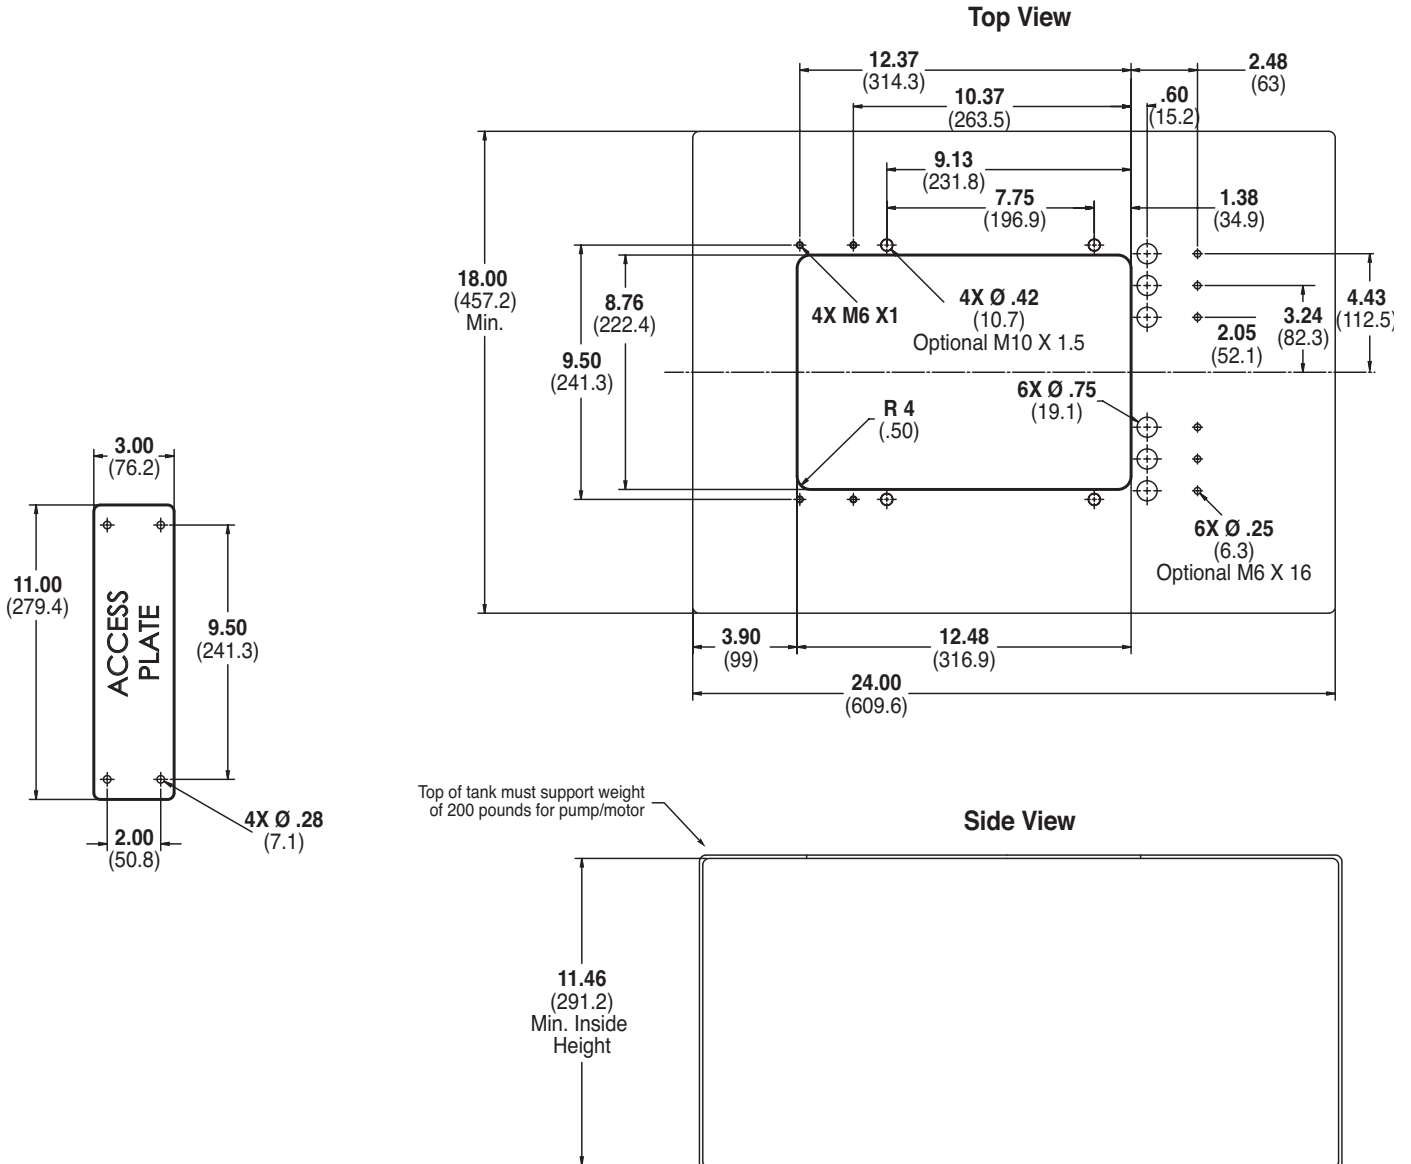 Top View
12.37
(314.3)
2.48
(63)
10.37
(263.5)
.60
(15.2)
9.13
(231.8)
7.75
(196.9)
1.38
(34.9)
18.00
(457.2)
Min.
8.76
(222.4)
9.50
(241.3)
4X M6 X1
4X Ø .42
(10.7)
Optional M10 X 1.5
4.43
(112.5)
3.24
(82.3)
2.05
(52.1)
6X Ø .75
(19.1)
R 4
(.50)
6X Ø .25
(6.3)
Optional M6 X 16
3.90
(99)
12.48
(316.9)
24.00
(609.6)
3.00
(76.2)
11.00
(279.4)
ACCESS
PLATE
9.50
(241.3)
4X Ø .28
(7.1)
2.00
(50.8)
Top of tank must support weight
of 200 pounds for pump/motor
Side View
11.46
(291.2)
Min. Inside
Height